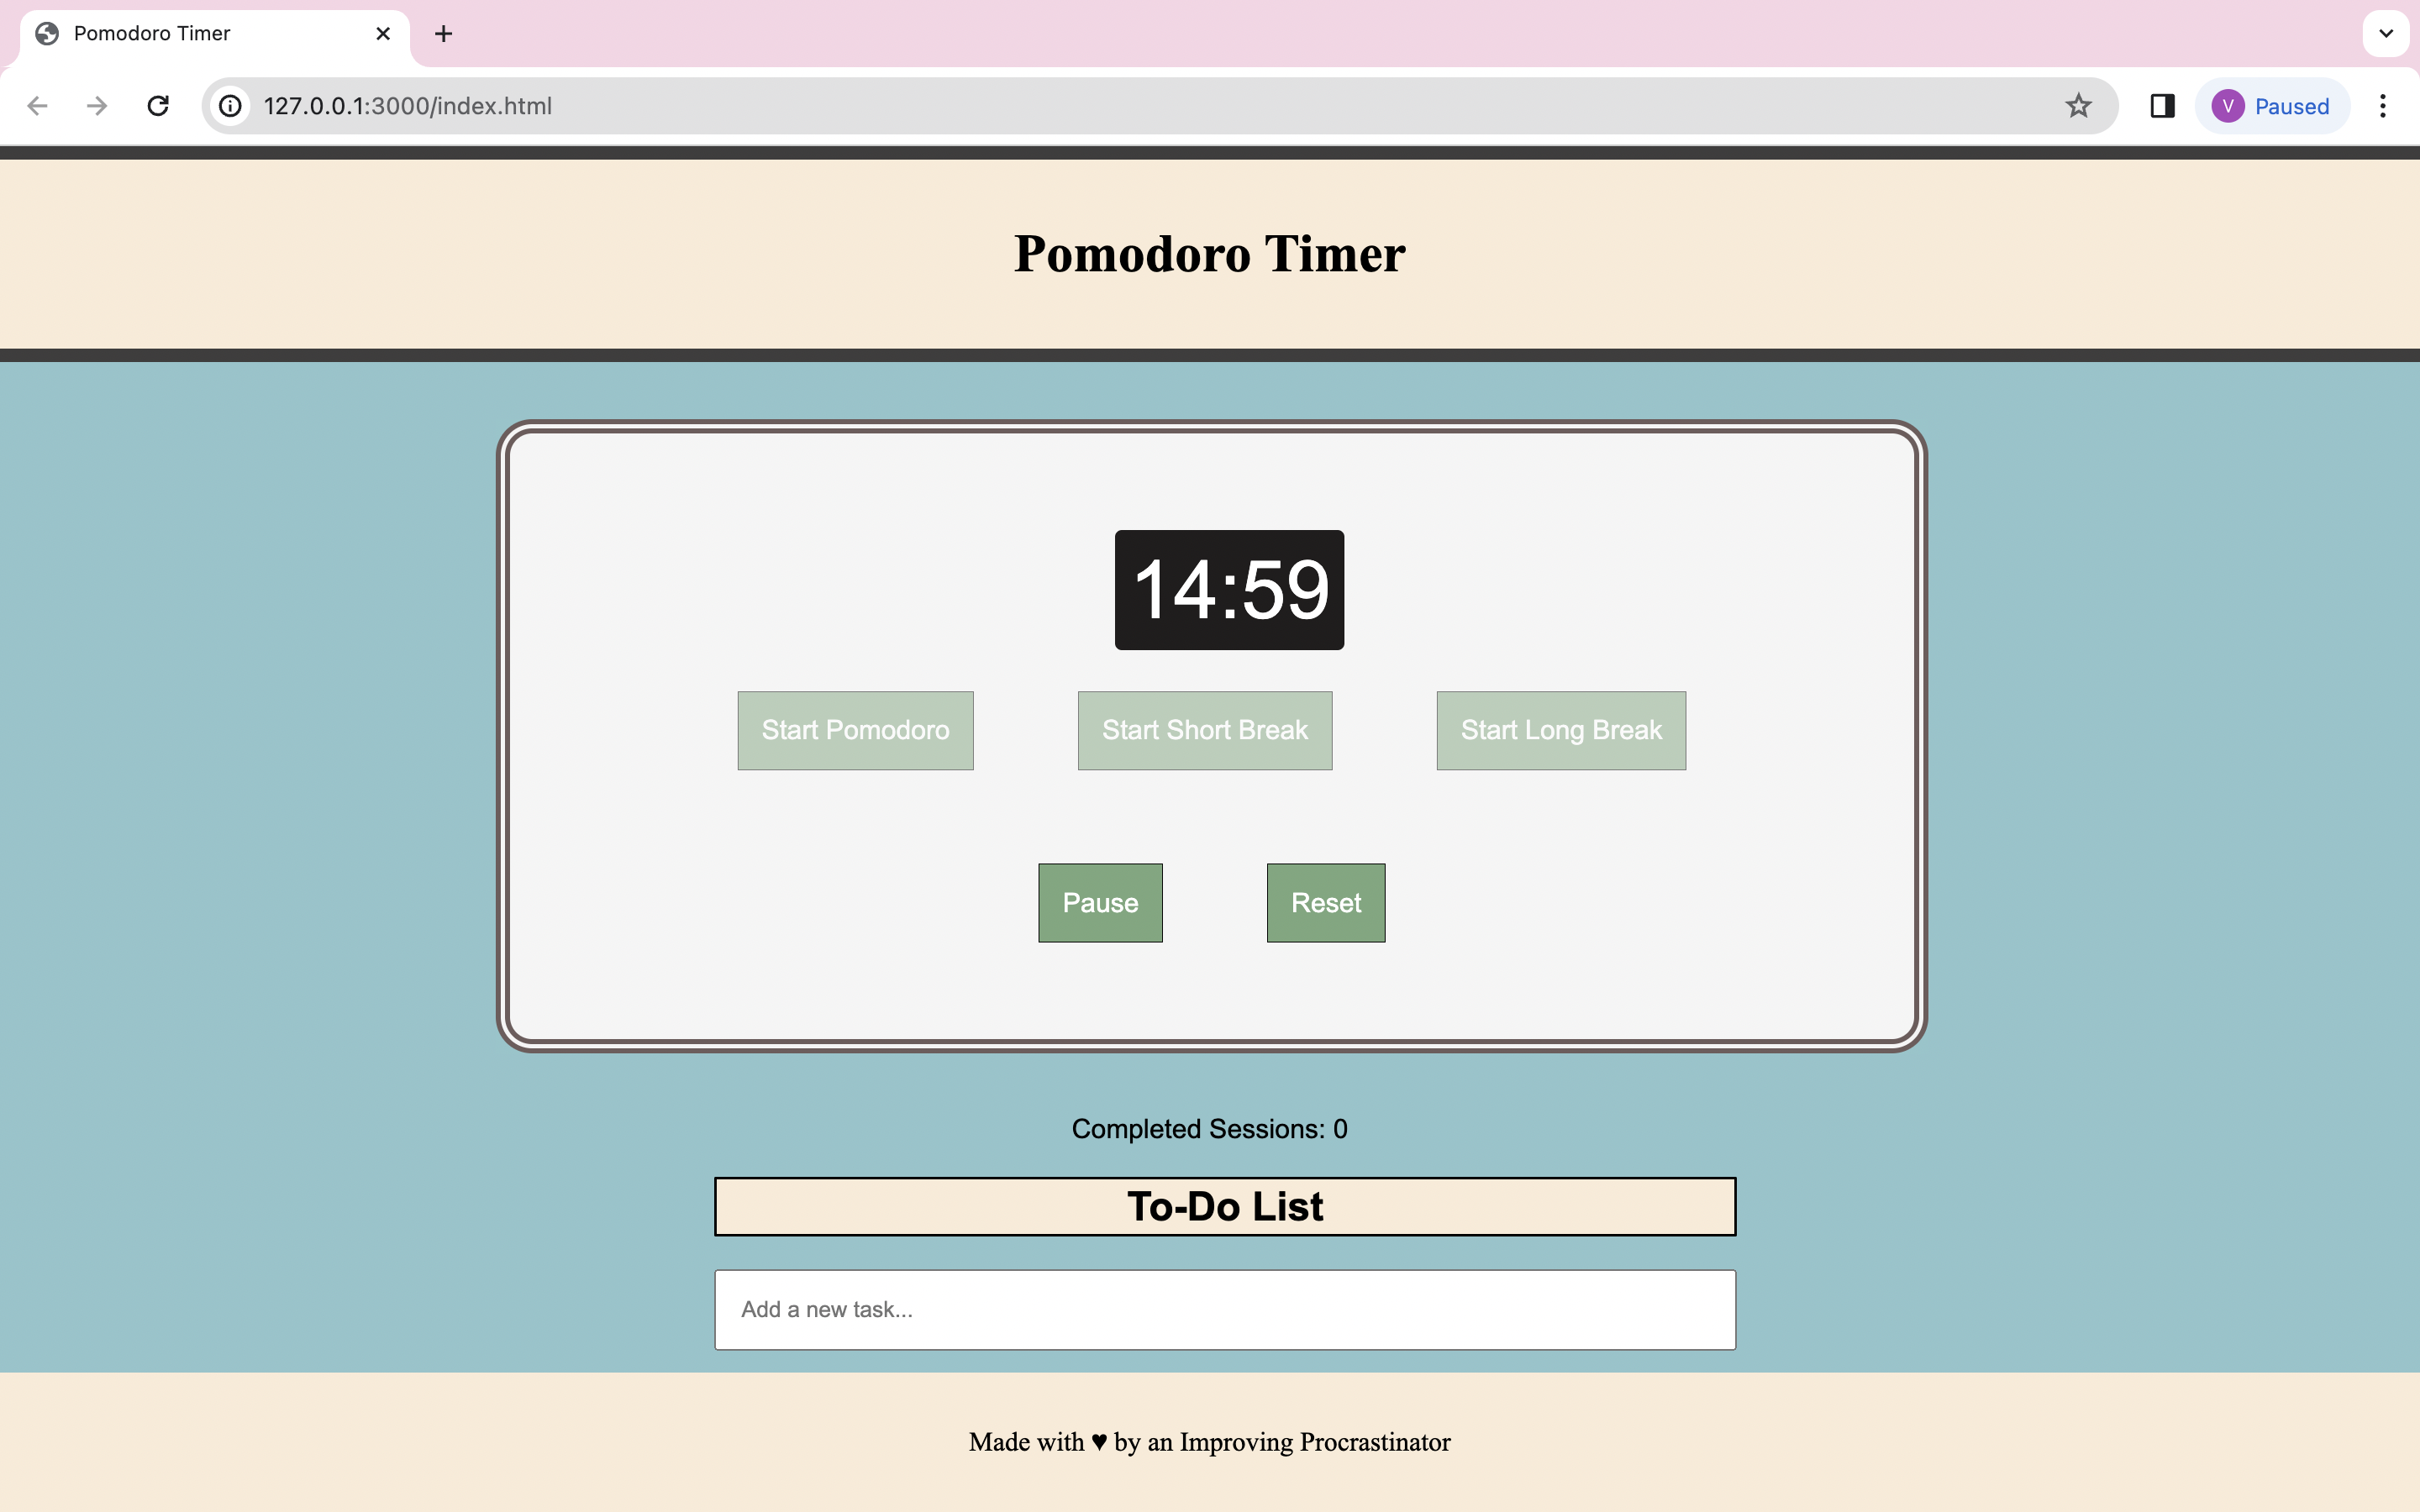 Pomodoro Timer
127.0.0.1:3000/index.html
V Paused
Pomodoro Timer
14:59
Start Pomodoro Start Short Break Start Long Break
Pause Reset
Completed Sessions: 0
To-Do List
Add a new task...
Made with ♥ by an Improving Procrastinator